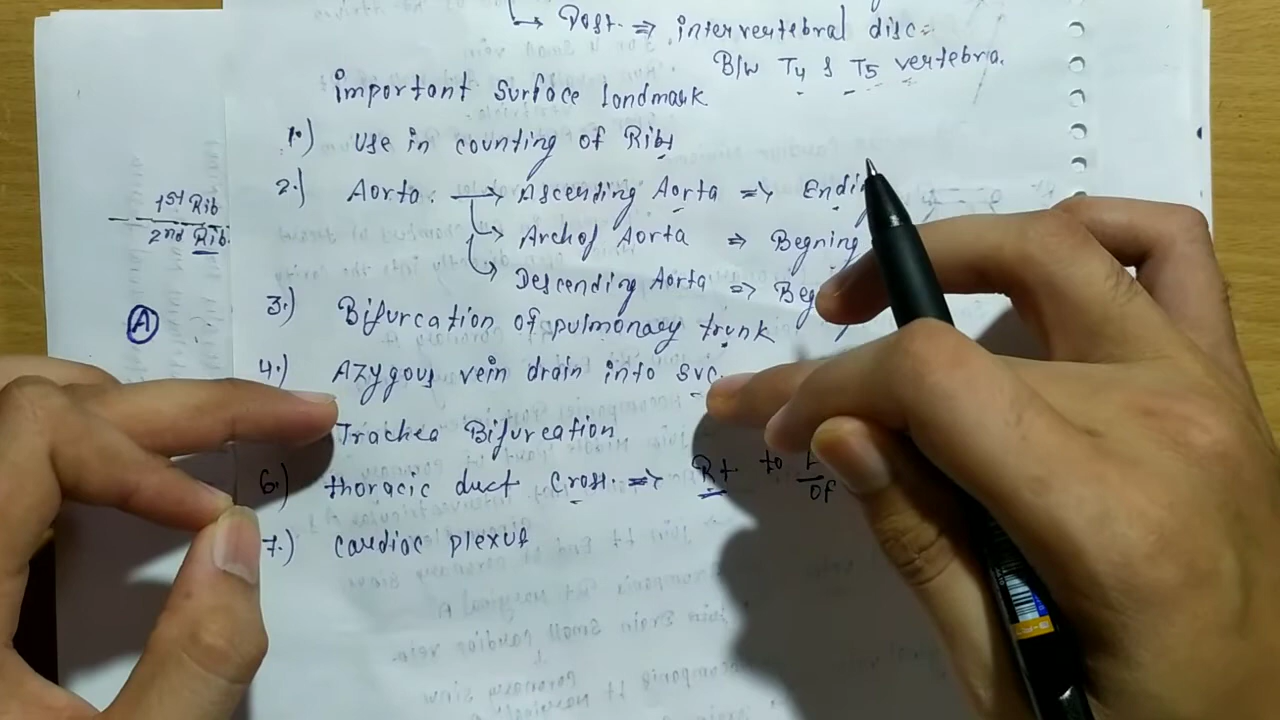 → Post. ⇒ intervertebral disc
B/w T4 & T5 vertebra.
important Surface landmark
1.) Use in counting of Ribs
2.) Aorta. → Ascending Aorta ⇒ Endi
→ Arch of Aorta ⇒ Begning
→ Descending Aorta ⇒ Beg
1st Rib
2nd Rib.
A
3.) Bifurcation of pulmonary trunk
4.) Azygous vein drain into SVC.
Trachea Bifurcation
6.) thoracic duct Cross. ⇒ Rt to
of
7.) Cardiac plexus